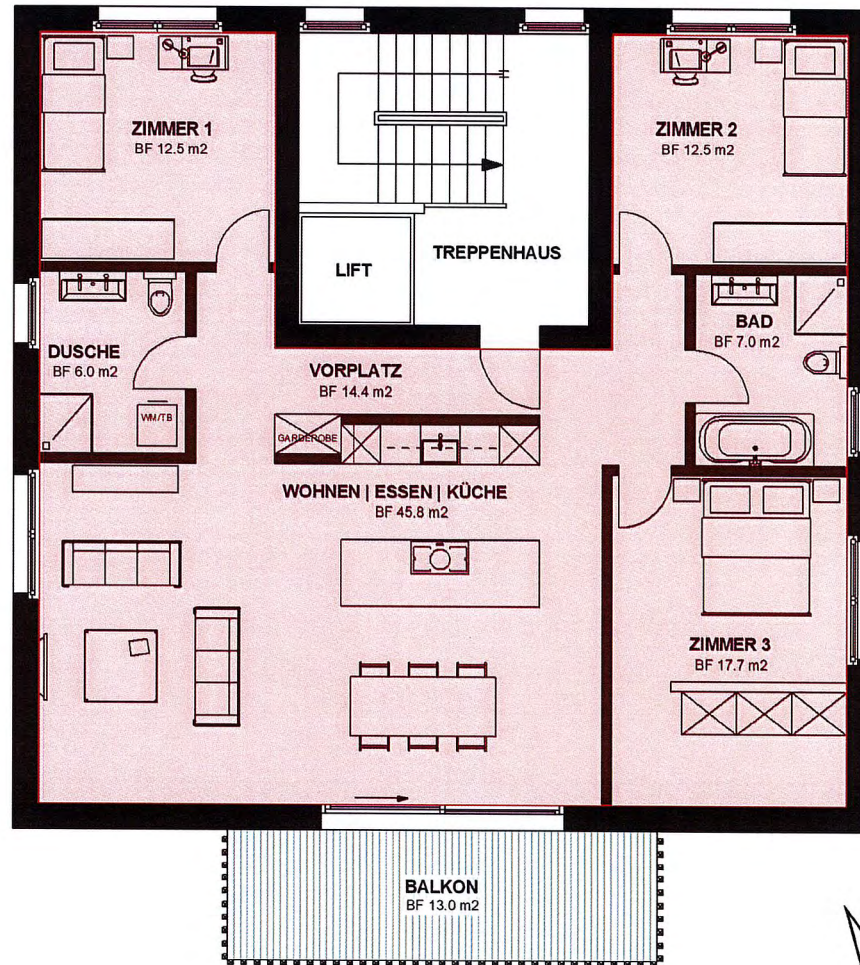 ZIMMER 1
BF 12.5 m2
ZIMMER 2
BF 12.5 m2
LIFT
TREPPENHAUS
DUSCHE
BF 6.0 m2
WM/TB
BAD
BF 7.0 m2
VORPLATZ
BF 14.4 m2
GARDEROBE
WOHNEN | ESSEN | KÜCHE
BF 45.8 m2
ZIMMER 3
BF 17.7 m2
BALKON
BF 13.0 m2